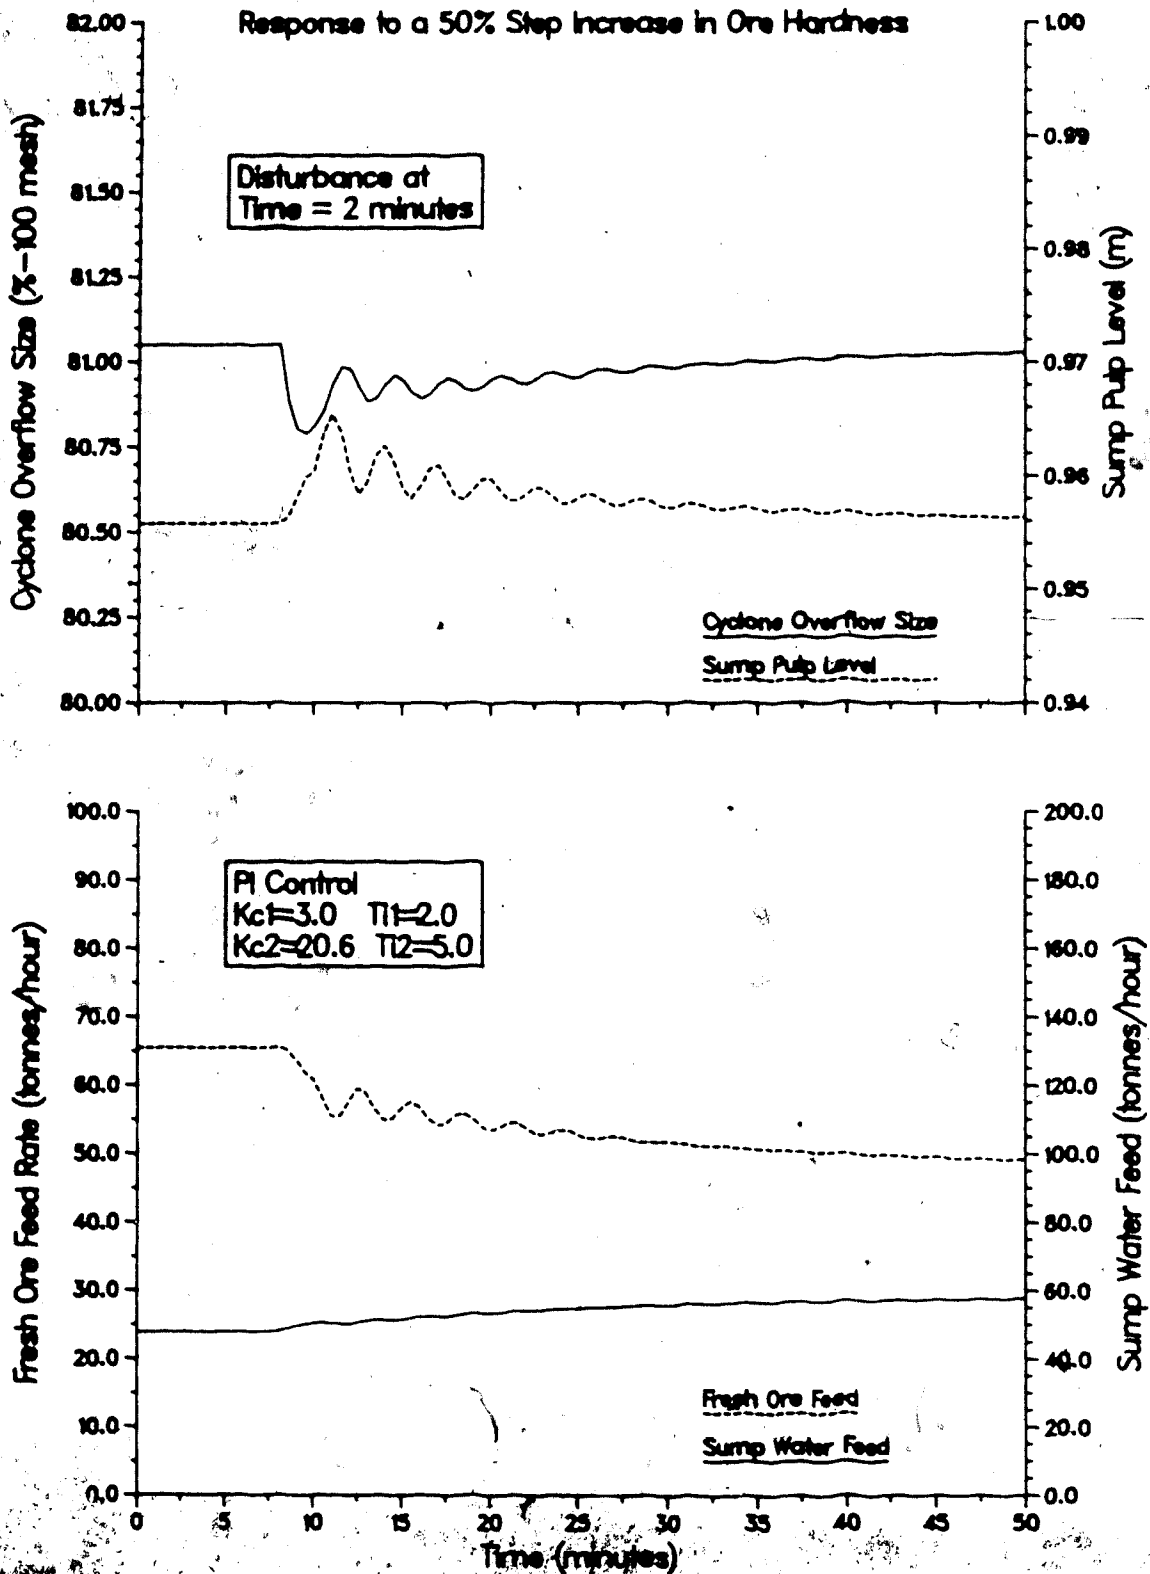 Response to a 50% Step Increase in Ore Hardness
82.00
81.75
81.50
81.25
81.00
80.75
80.50
80.25
80.00
Cyclone Overflow Size (%-100 mesh)
1.00
0.99
0.98
0.97
0.96
0.95
0.94
Sump Pulp Level (m)
Disturbance at
Time = 2 minutes
Cyclone Overflow Size
Sump Pulp Level
100.0
90.0
80.0
70.0
60.0
50.0
40.0
30.0
20.0
10.0
0.0
Fresh Ore Feed Rate (tonnes/hour)
200.0
180.0
160.0
140.0
120.0
100.0
80.0
60.0
40.0
20.0
0.0
Sump Water Feed (tonnes/hour)
PI Control
Kc1=3.0 TI1=2.0
Kc2=20.6 TI2=5.0
Fresh Ore Feed
Sump Water Feed
0 5 10 15 20 25 30 35 40 45 50
Time (minutes)